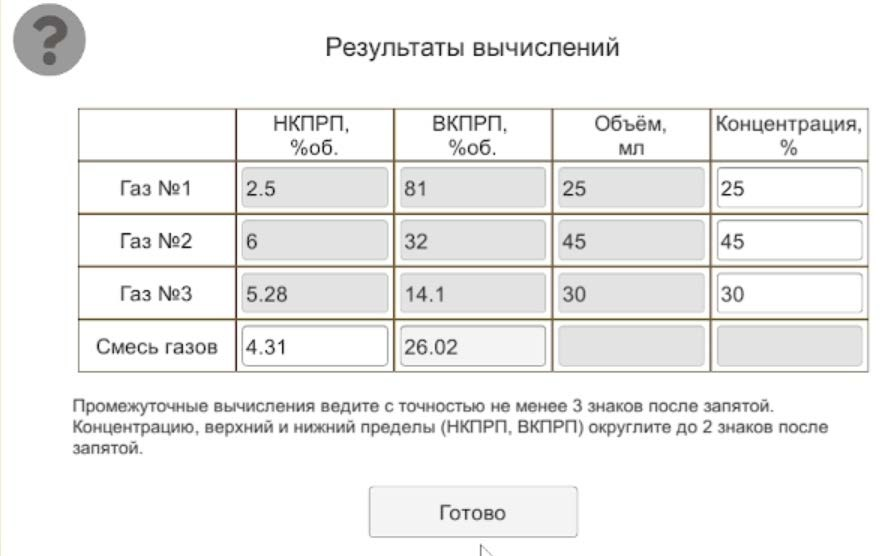 ?
Результаты вычислений
НКПРП, ВКПРП, Объём, Концентрация,
%об. %об. мл %
Газ №1 2.5 81 25 25
Газ №2 6 32 45 45
Газ №3 5.28 14.1 30 30
Смесь газов 4.31 26.02
Промежуточные вычисления ведите с точностью не менее 3 знаков после запятой.
Концентрацию, верхний и нижний пределы (НКПРП, ВКПРП) округлите до 2 знаков после
запятой.
Готово